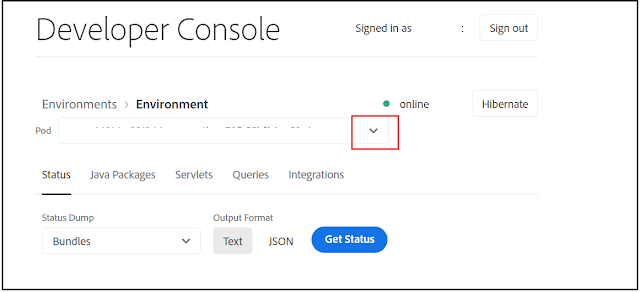 Developer Console
Signed in as : Sign out
Environments > Environment online Hibernate
Pod
Status Java Packages Servlets Queries Integrations
Status Dump Output Format
Bundles Text JSON Get Status